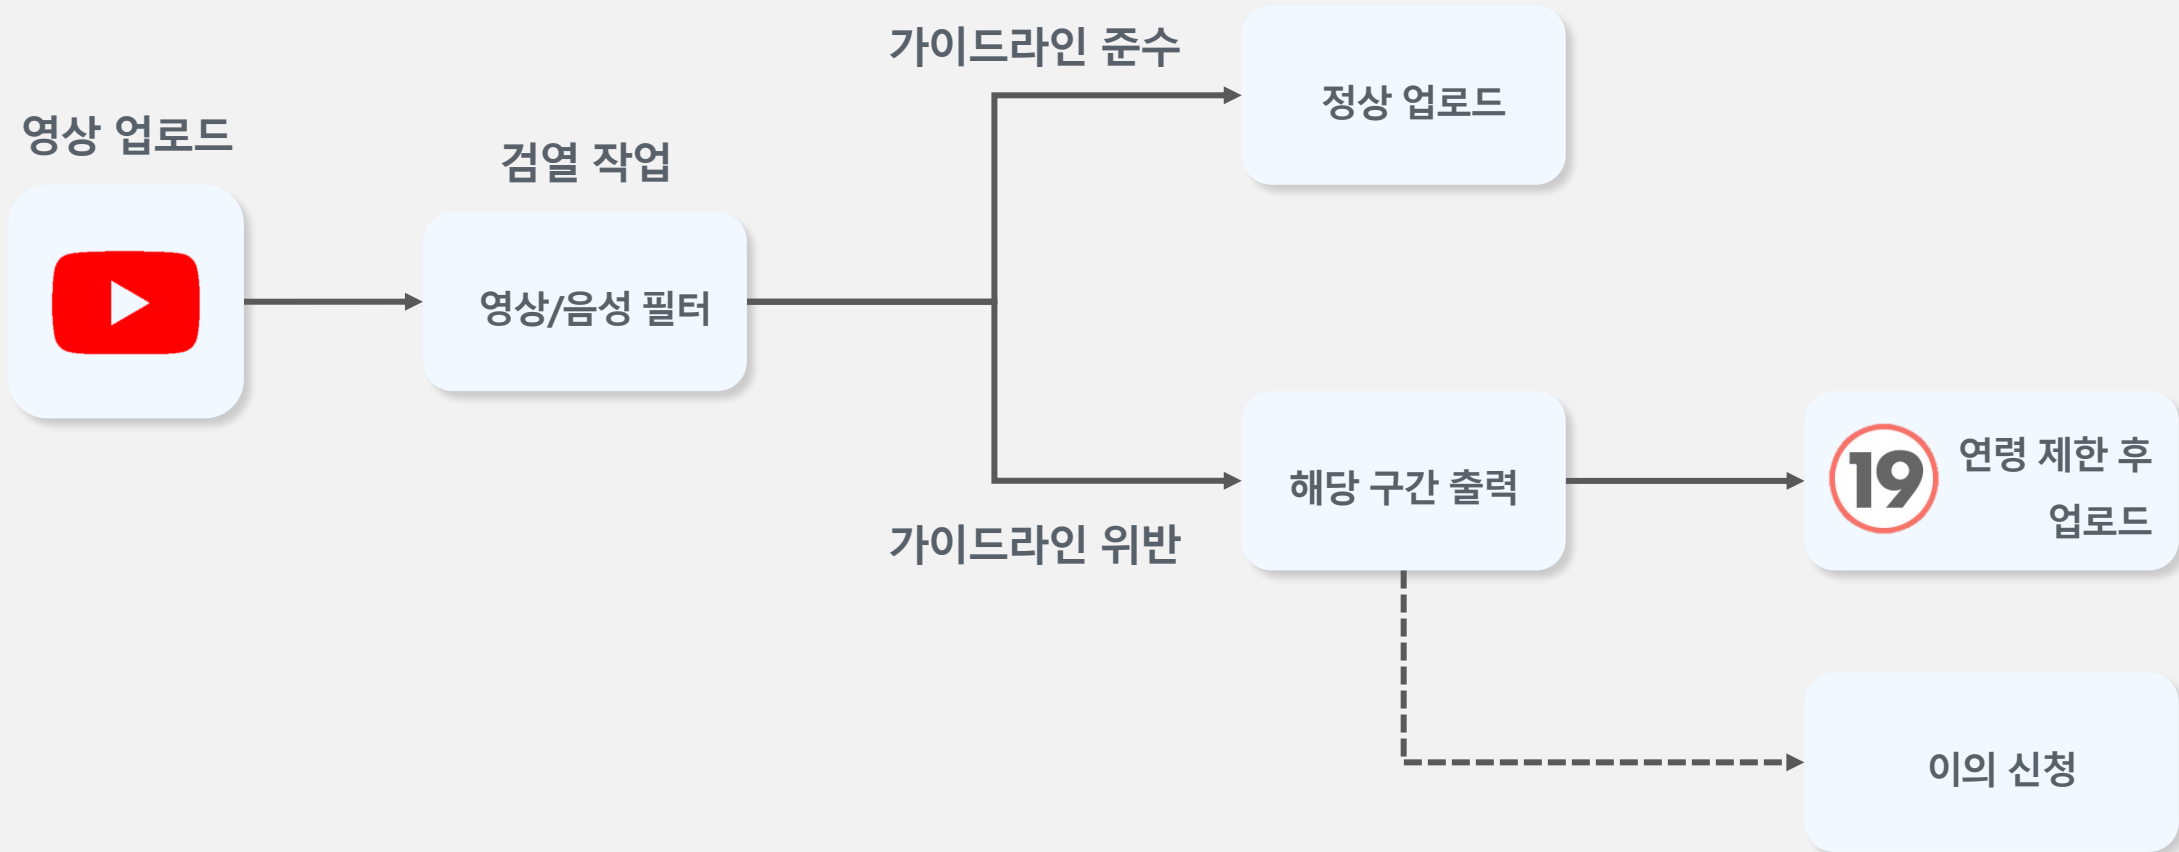 영상 업로드
검열 작업
영상/음성 필터
가이드라인 준수
정상 업로드
가이드라인 위반
해당 구간 출력
19
연령 제한 후
업로드
이의 신청